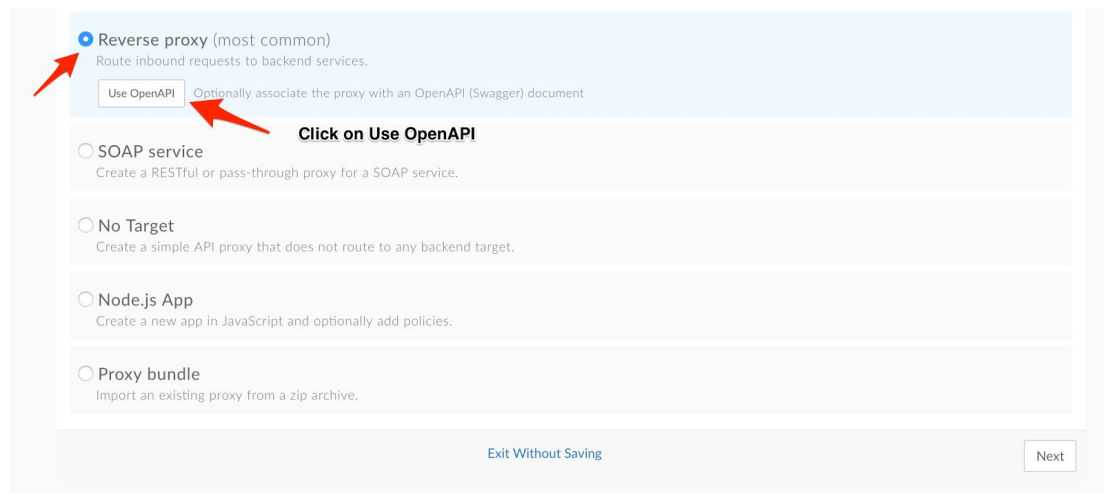 Reverse proxy (most common)
Route inbound requests to backend services.
Use OpenAPI Optionally associate the proxy with an OpenAPI (Swagger) document
Click on Use OpenAPI
SOAP service
Create a RESTful or pass-through proxy for a SOAP service.
No Target
Create a simple API proxy that does not route to any backend target.
Node.js App
Create a new app in JavaScript and optionally add policies.
Proxy bundle
Import an existing proxy from a zip archive.
Exit Without Saving
Next